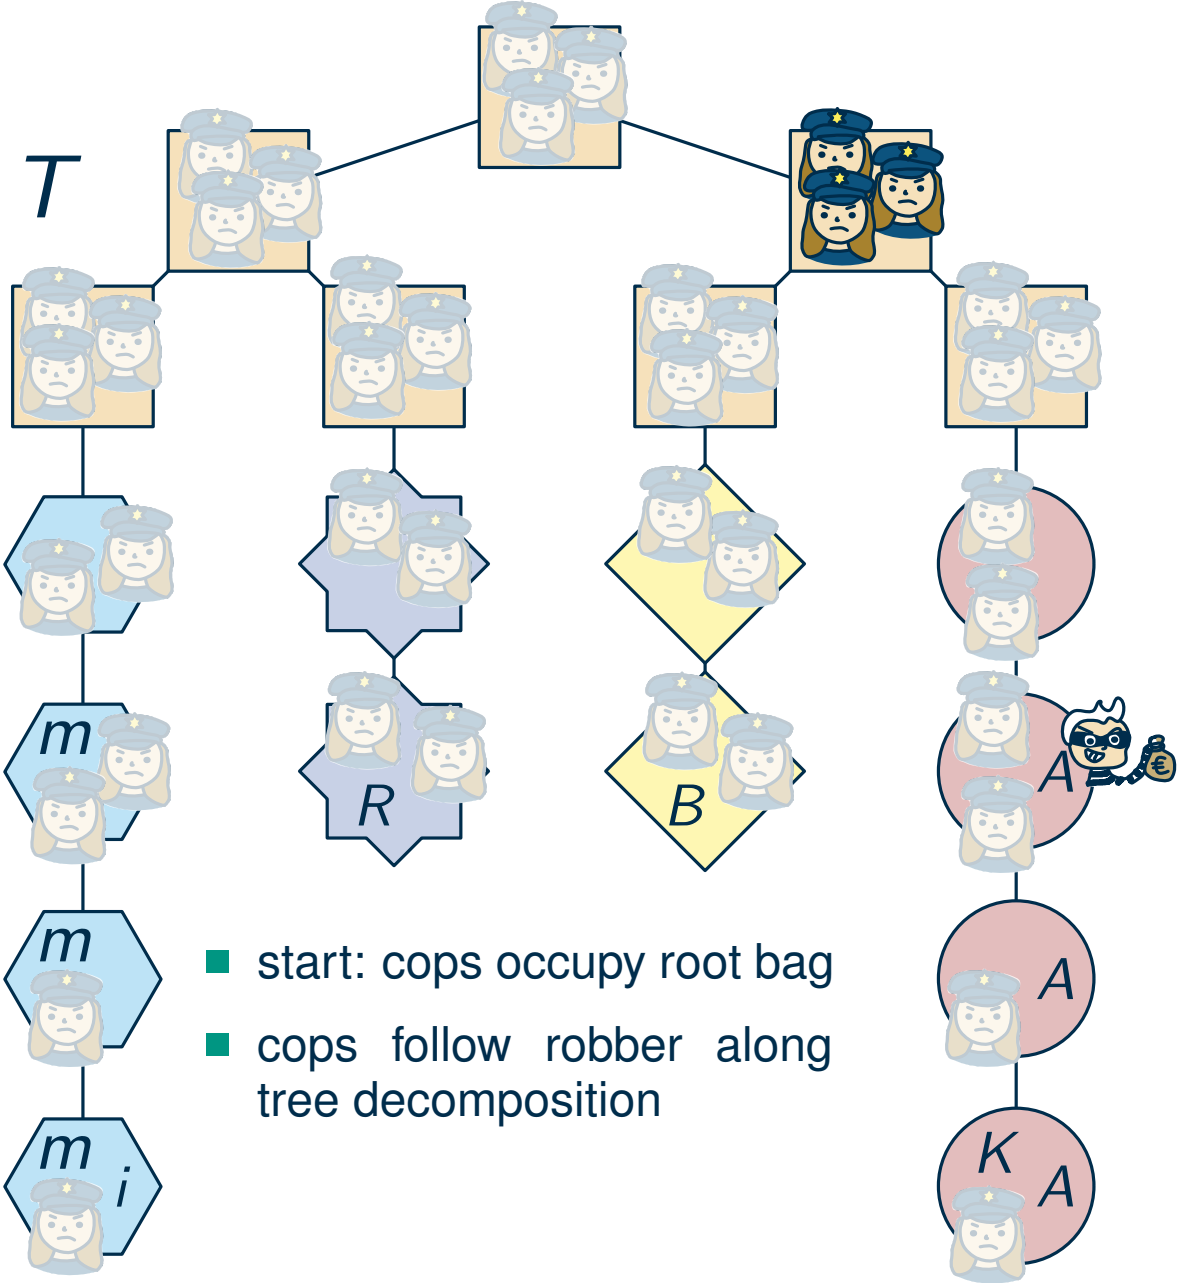 T
m
R
B
A
€
m
A
m
i
K
A
start: cops occupy root bag
cops follow robber along
tree decomposition